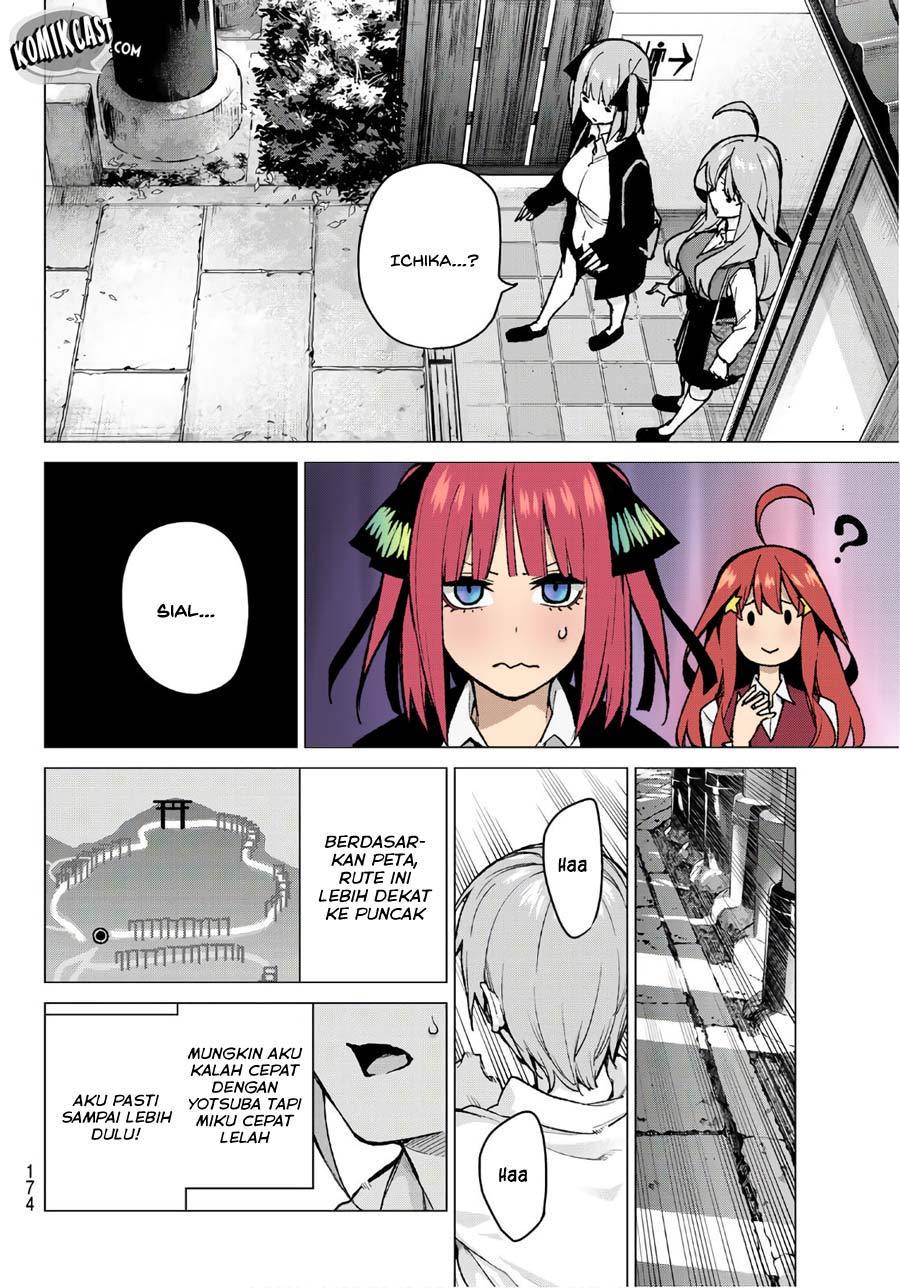 KOMIKCAST.COM
ICHIKA...?
?
SIAL...
Haa
Haa
BERDASAR-
KAN PETA,
RUTE INI
LEBIH DEKAT
KE PUNCAK
MUNGKIN AKU
KALAH CEPAT
DENGAN
YOTSUBA TAPI
MIKU CEPAT
LELAH
AKU PASTI
SAMPAI LEBIH
DULU!
174